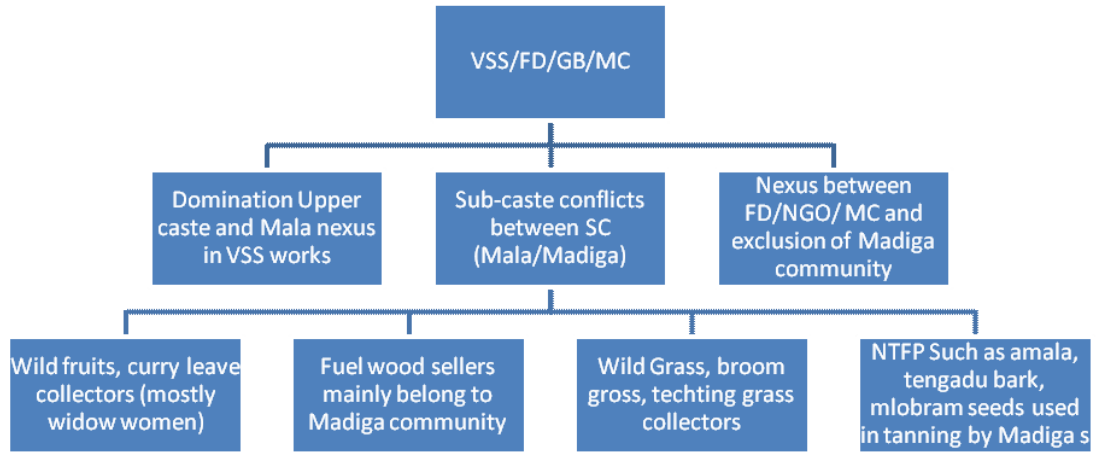 VSS/FD/GB/MC
Domination Upper
caste and Mala nexus
in VSS works
Sub-caste conflicts
between SC
(Mala/Madiga)
Nexus between
FD/NGO/ MC and
exclusion of Madiga
community
Wild fruits, curry leave
collectors (mostly
widow women)
Fuel wood sellers
mainly belong to
Madiga community
Wild Grass, broom
gross, techting grass
collectors
NTFP Such as amala,
tengadu bark,
mlobram seeds used
in tanning by Madiga s